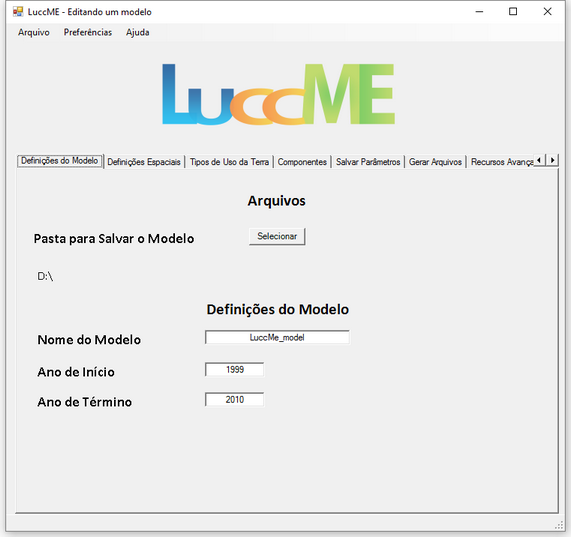 LuccME - Editando um modelo
Arquivo Preferências Ajuda
LuccME
Definições do Modelo Definições Espaciais Tipos de Uso da Terra Componentes Salvar Parâmetros Gerar Arquivos Recursos Avança
Arquivos
Pasta para Salvar o Modelo Selecionar
D:\
Definições do Modelo
Nome do Modelo LuccMe_model
Ano de Início 1999
Ano de Término 2010